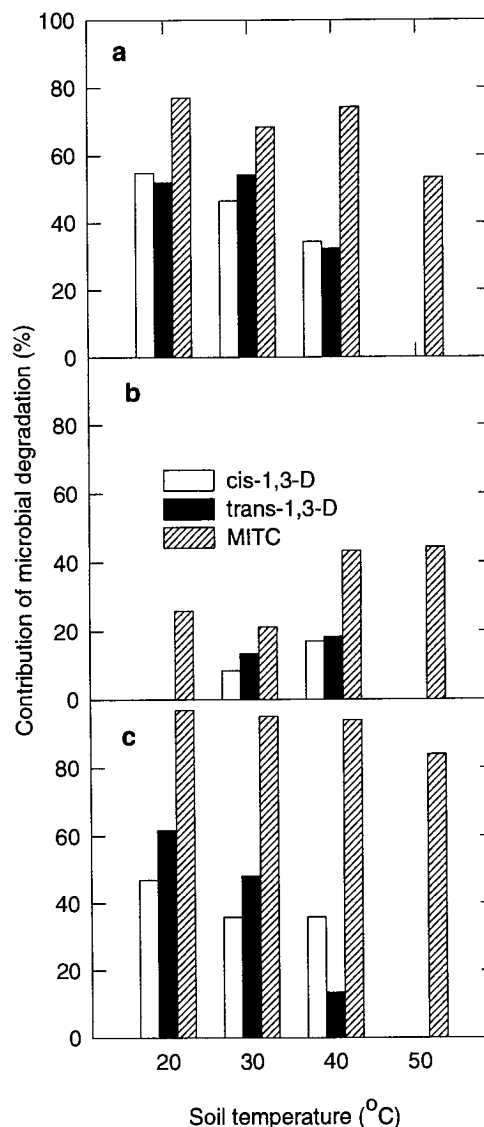 100
a
80
60
40
20
0
b
80
60
40
20
0
cis-1,3-D
trans-1,3-D
MITC
c
80
60
40
20
0
20 30 40 50
Soil temperature (°C)
Contribution of microbial degradation (%)